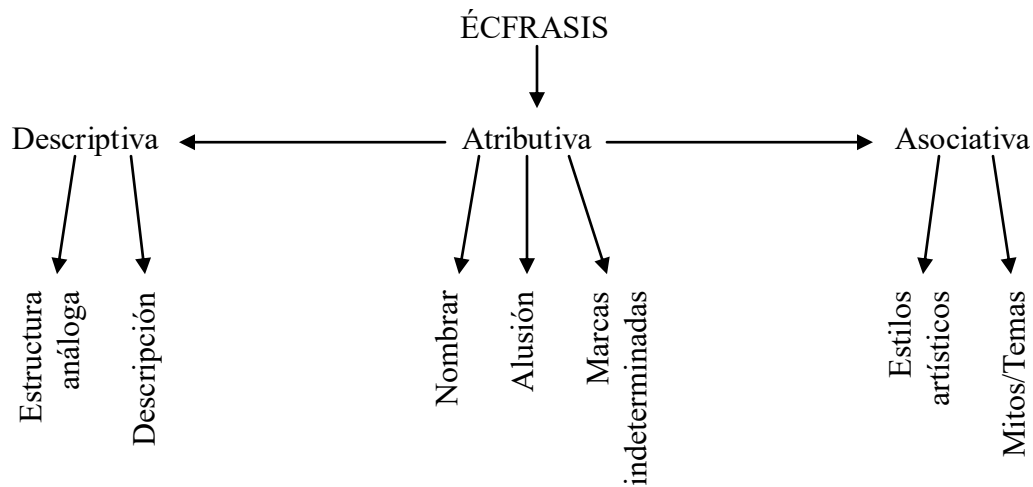 ÉCFRASIS
Descriptiva
Atributiva
Asociativa
Estructura
análoga
Descripción
Nombrar
Alusión
Marcas
indeterminadas
Estilos
artísticos
Mitos/Temas